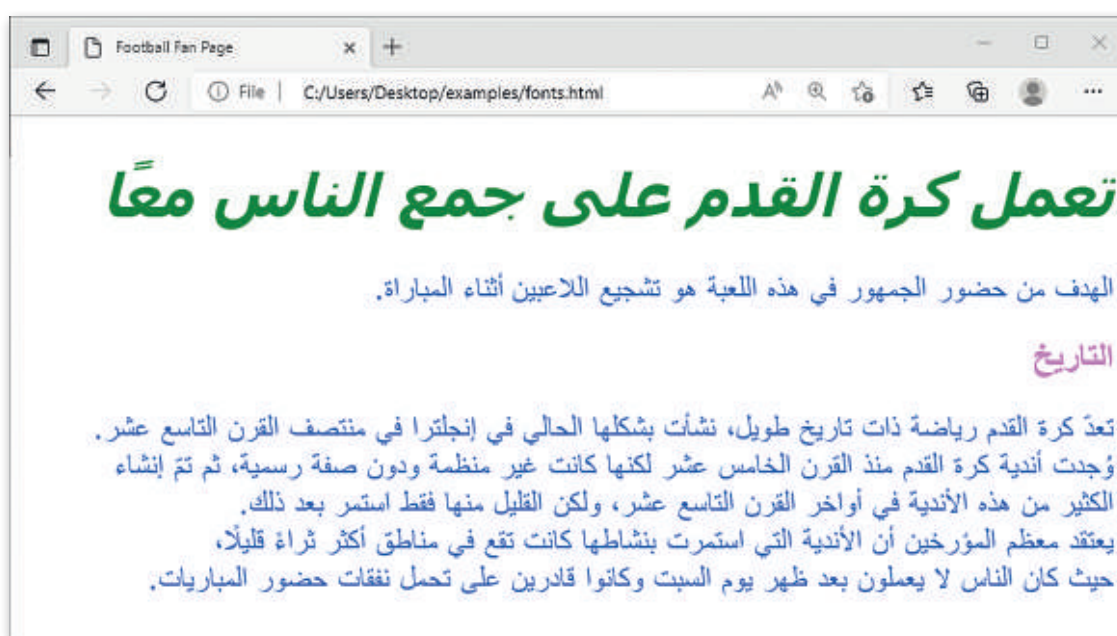 Football Fan Page
File | C:/Users/Desktop/examples/fonts.html
تعمل كرة القدم على جمع الناس معًا
الهدف من حضور الجمهور في هذه اللعبة هو تشجيع اللاعبين أثناء المباراة.
التاريخ
تعدّ كرة القدم رياضة ذات تاريخ طويل، نشأت بشكلها الحالي في إنجلترا في منتصف القرن التاسع عشر.
وُجدت أندية كرة القدم منذ القرن الخامس عشر لكنها كانت غير منظمة ودون صفة رسمية، ثم تمّ إنشاء
الكثير من هذه الأندية في أواخر القرن التاسع عشر، ولكن القليل منها فقط استمر بعد ذلك.
يعتقد معظم المؤرخين أن الأندية التي استمرت بنشاطها كانت تقع في مناطق أكثر ثراءً قليلًا،
حيث كان الناس لا يعملون بعد ظهر يوم السبت وكانوا قادرين على تحمل نفقات حضور المباريات.